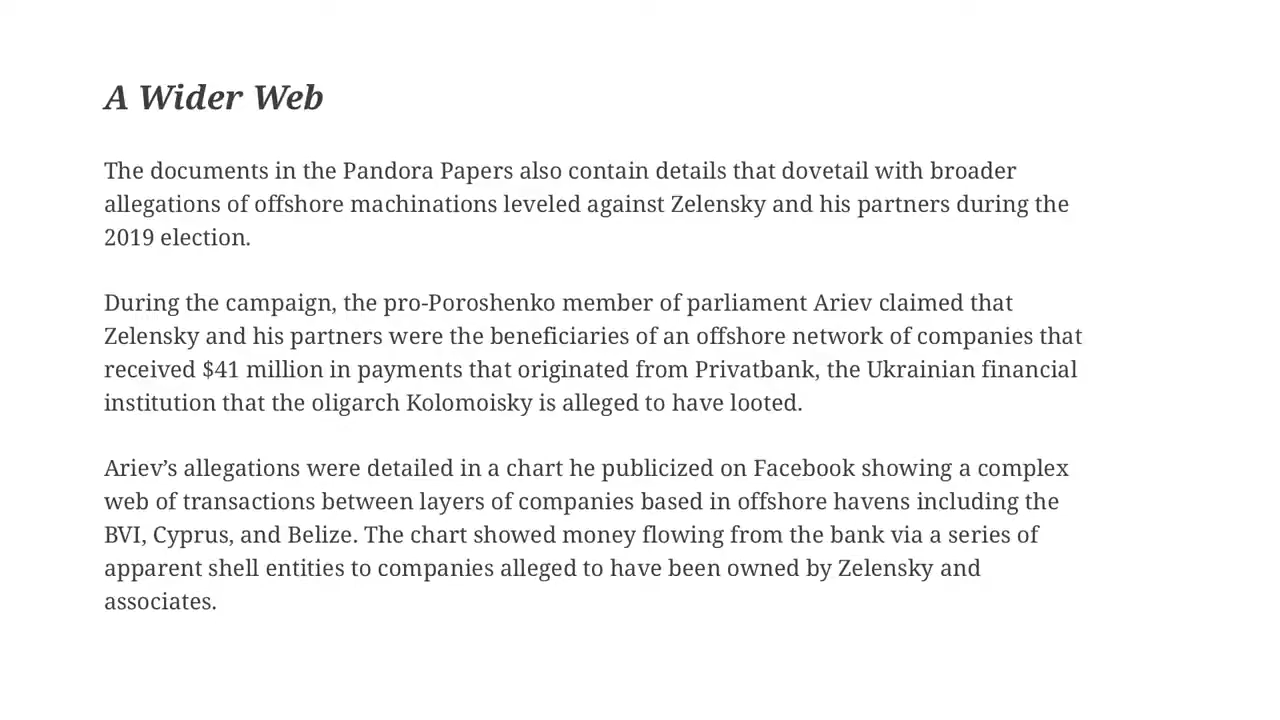 A Wider Web
The documents in the Pandora Papers also contain details that dovetail with broader
allegations of offshore machinations leveled against Zelensky and his partners during the
2019 election.
During the campaign, the pro-Poroshenko member of parliament Ariev claimed that
Zelensky and his partners were the beneficiaries of an offshore network of companies that
received $41 million in payments that originated from Privatbank, the Ukrainian financial
institution that the oligarch Kolomoisky is alleged to have looted.
Ariev’s allegations were detailed in a chart he publicized on Facebook showing a complex
web of transactions between layers of companies based in offshore havens including the
BVI, Cyprus, and Belize. The chart showed money flowing from the bank via a series of
apparent shell entities to companies alleged to have been owned by Zelensky and
associates.